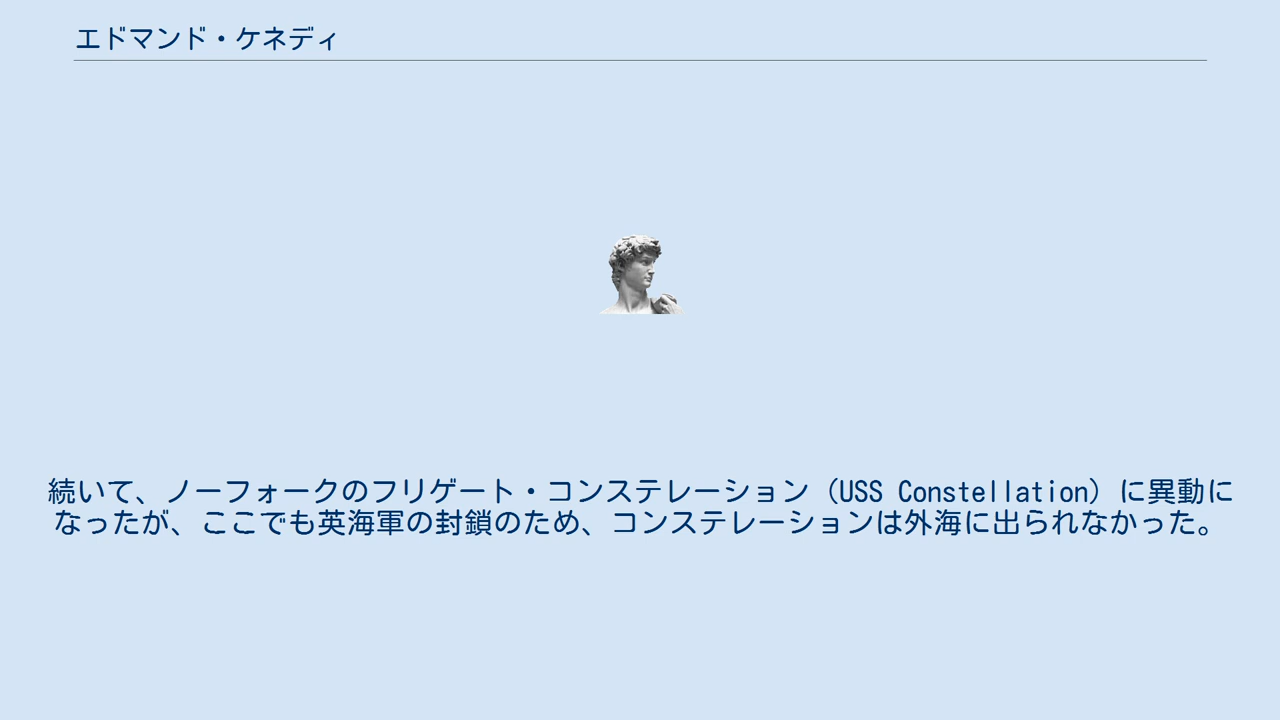 エドマンド・ケネディ
続いて、ノーフォークのフリゲート・コンステレーション（USS Constellation）に異動に
なったが、ここでも英海軍の封鎖のため、コンステレーションは外海に出られなかった。